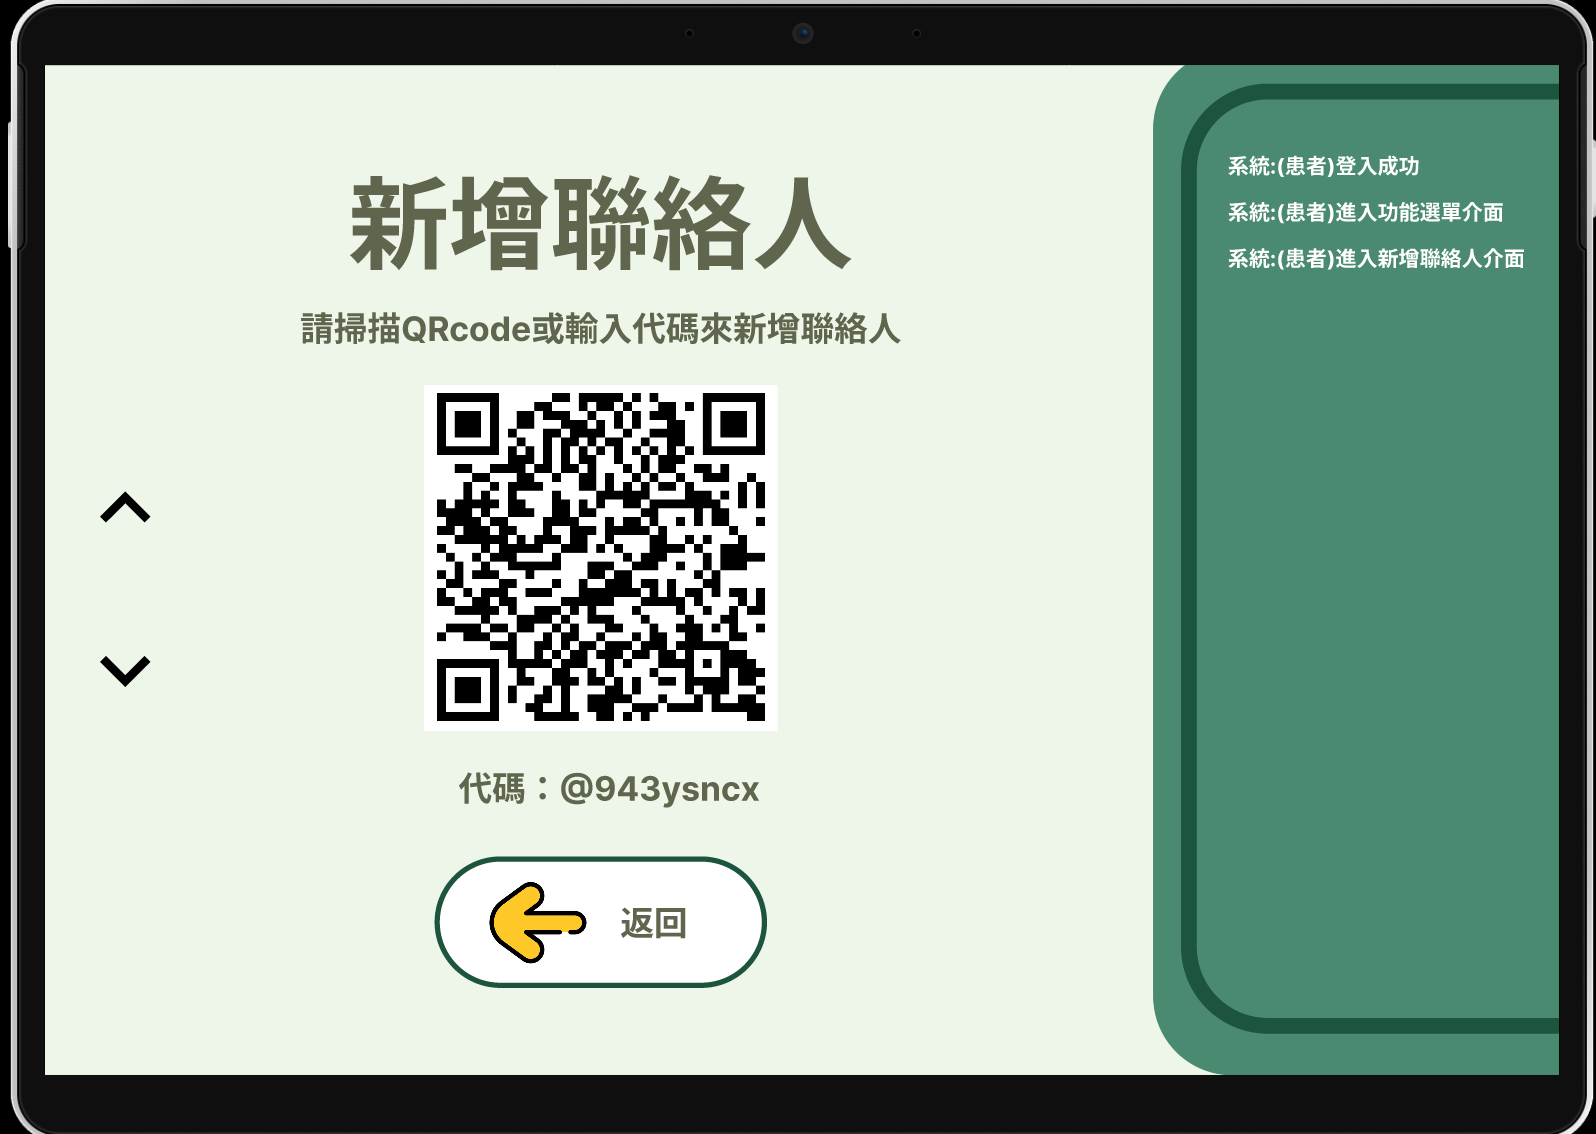 新增聯絡人
請掃描QRcode或輸入代碼來新增聯絡人
代碼：@943ysncx
返回
系統:(患者)登入成功
系統:(患者)進入功能選單介面
系統:(患者)進入新增聯絡人介面